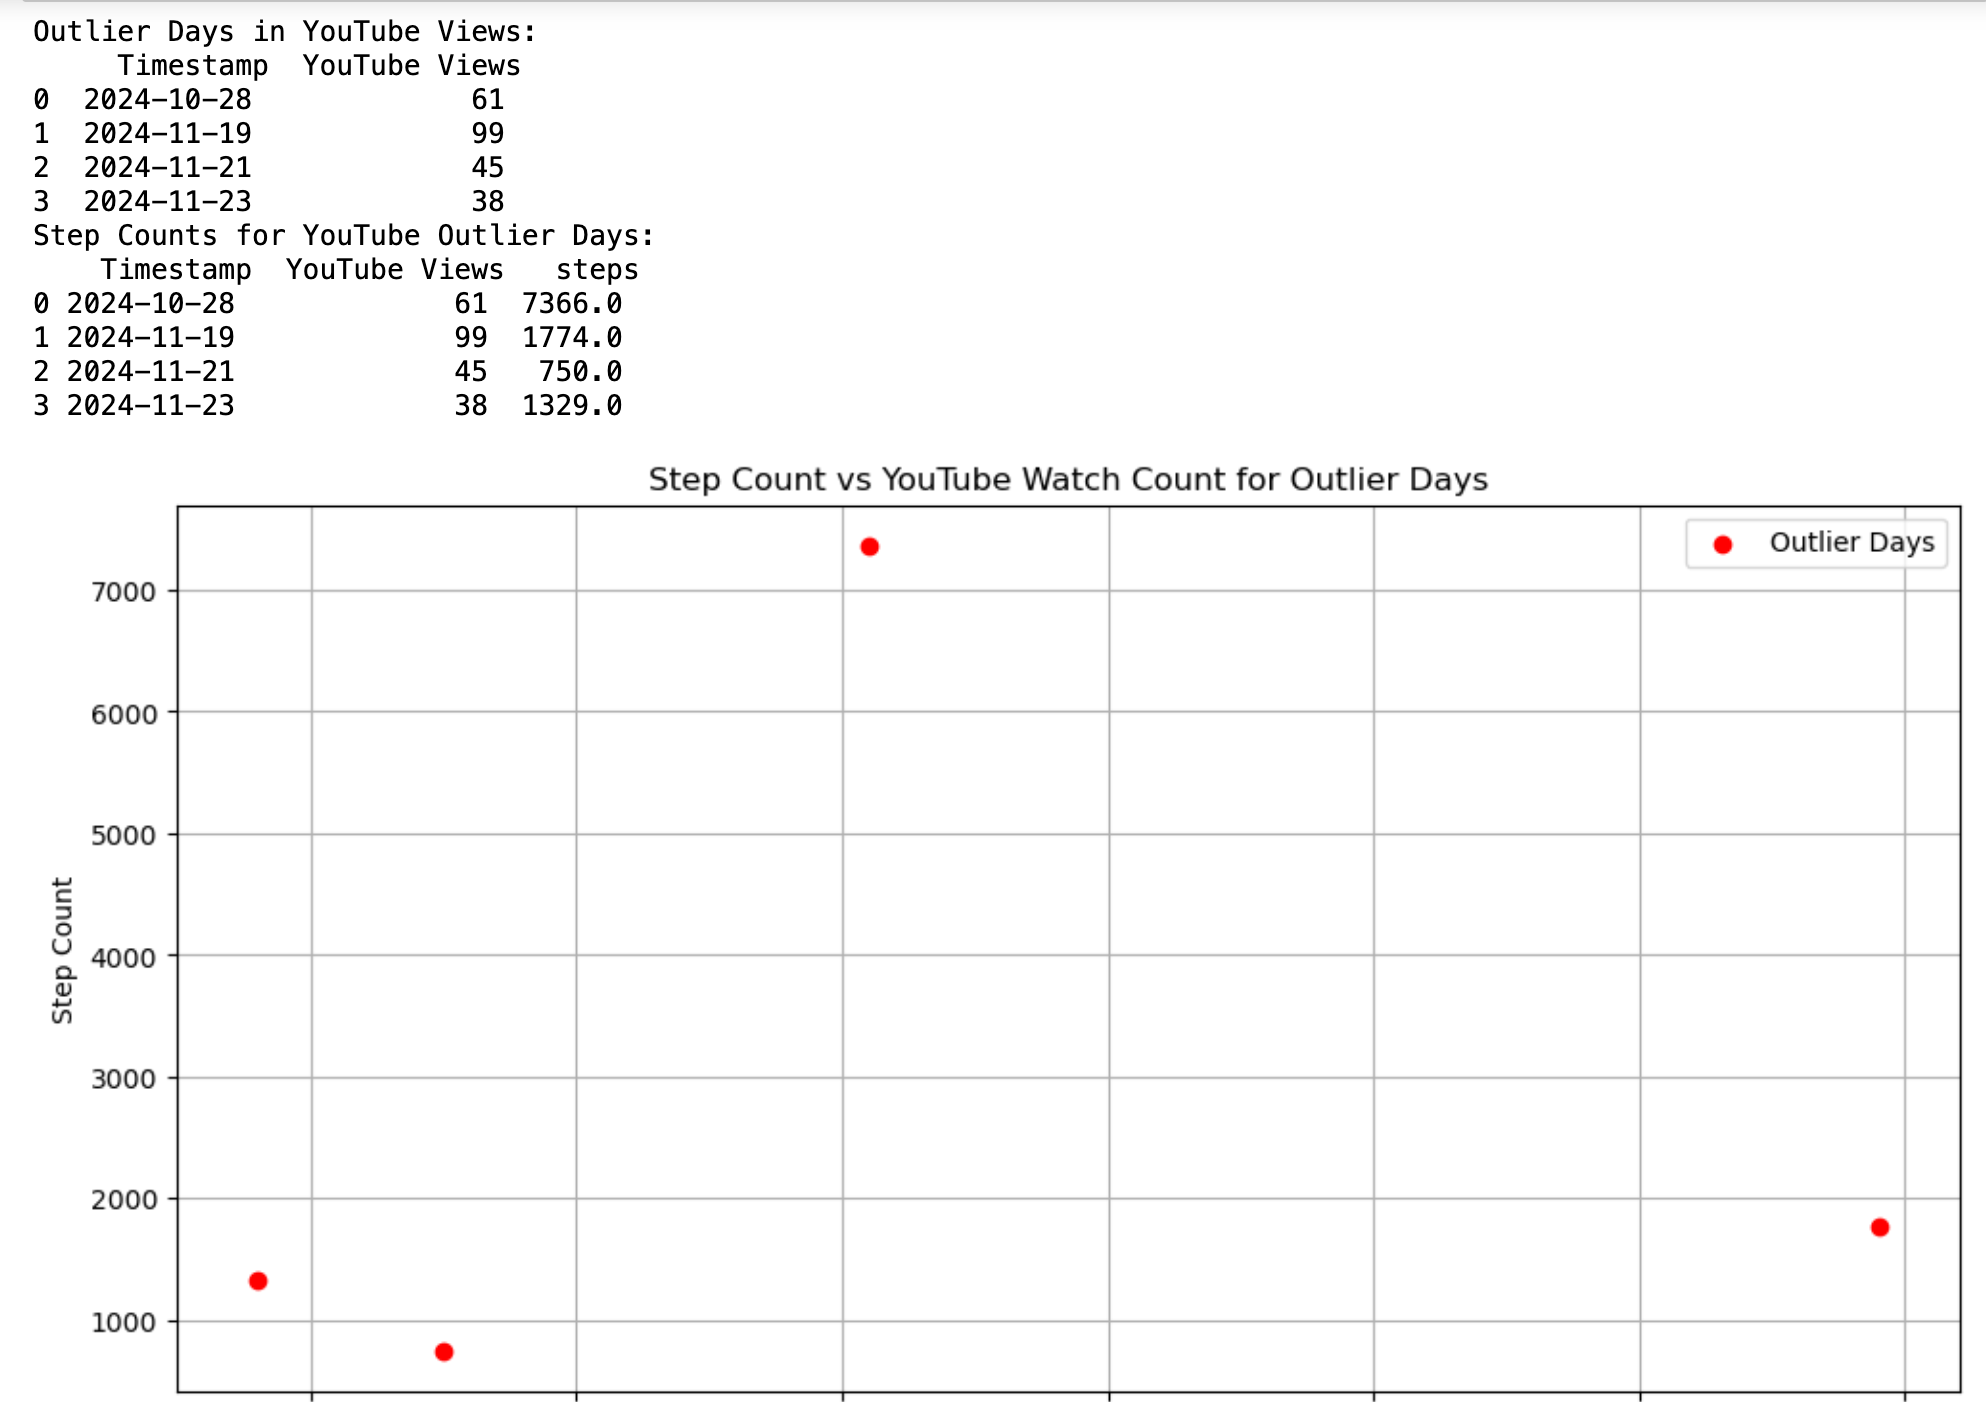 Outlier Days in YouTube Views:
Timestamp YouTube Views
0 2024-10-28 61
1 2024-11-19 99
2 2024-11-21 45
3 2024-11-23 38
Step Counts for YouTube Outlier Days:
Timestamp YouTube Views steps
0 2024-10-28 61 7366.0
1 2024-11-19 99 1774.0
2 2024-11-21 45 750.0
3 2024-11-23 38 1329.0
Step Count vs YouTube Watch Count for Outlier Days
Outlier Days
7000
6000
5000
4000
3000
2000
1000
Step Count